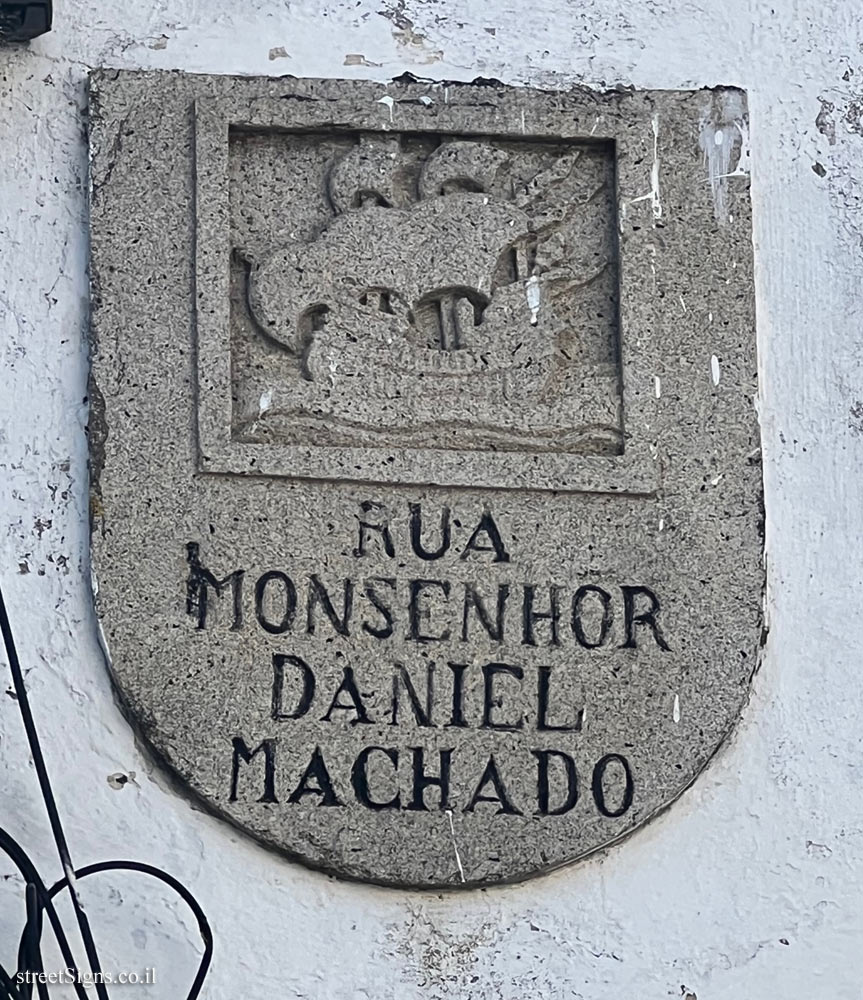 RUA
MONSENHOR
DANIEL
MACHADO
streetSigns.co.il